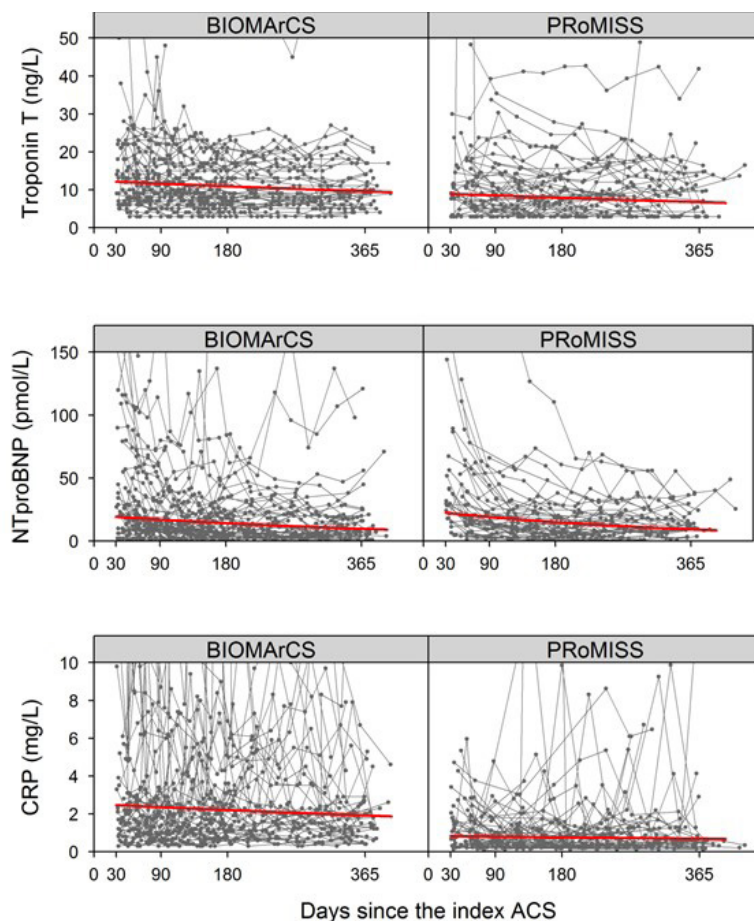 BIOMArCS PRoMISS
Troponin T (ng/L)
50
40
30
20
10
0
0 30 90 180 365 0 30 90 180 365
BIOMArCS PRoMISS
NTproBNP (pmol/L)
150
100
50
0
0 30 90 180 365 0 30 90 180 365
BIOMArCS PRoMISS
CRP (mg/L)
10
8
6
4
2
0
0 30 90 180 365 0 30 90 180 365
Days since the index ACS